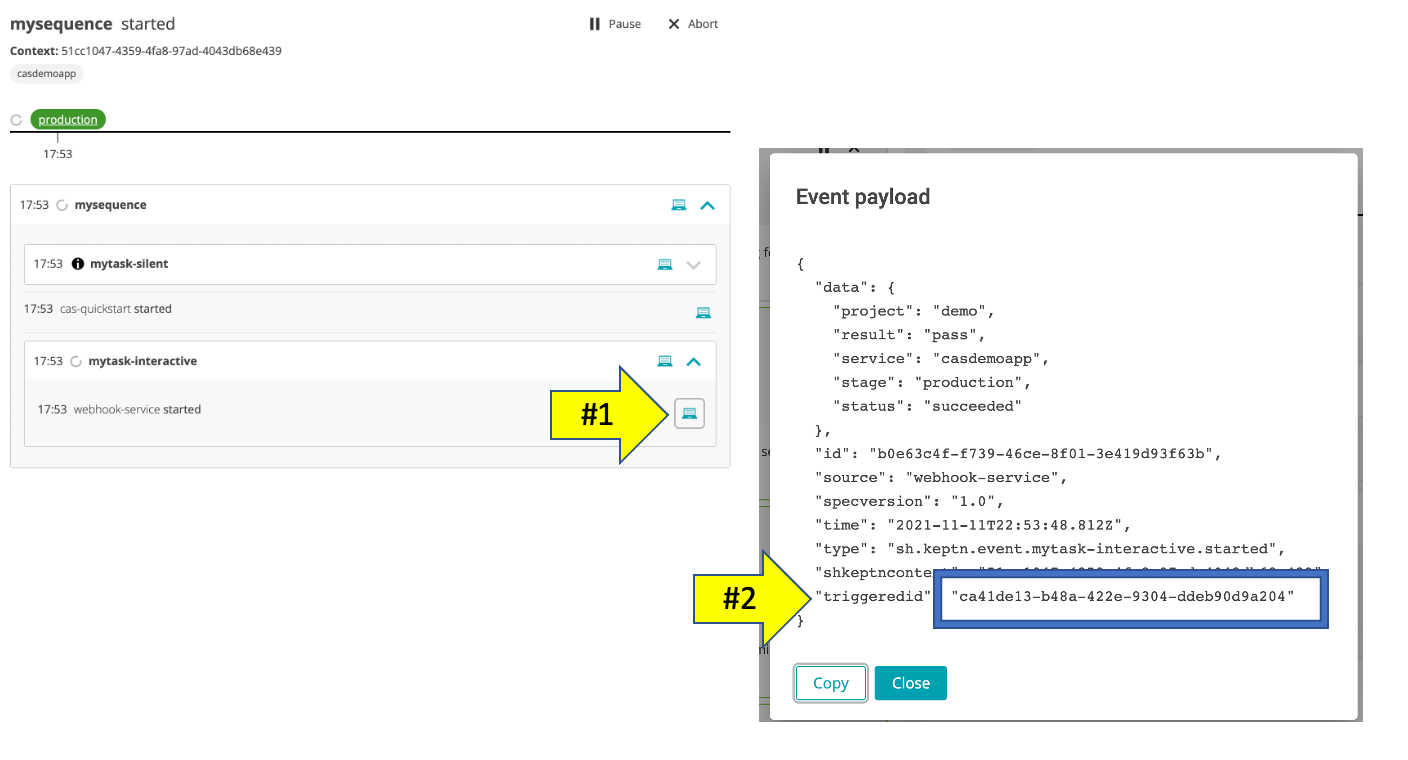 mysequence started
Pause
Abort
Context: 51cc1047-4359-4fa8-97ad-4043db68e439
casdemoapp
production
17:53
17:53 mysequence
17:53 mytask-silent
17:53 cas-quickstart started
17:53 mytask-interactive
17:53 webhook-service started
#1
Event payload
{
"data": {
"project": "demo",
"result": "pass",
"service": "casdemoapp",
"stage": "production",
"status": "succeeded"
},
"id": "b0e63c4f-f739-46ce-8f01-3e419d93f63b",
"source": "webhook-service",
"specversion": "1.0",
"time": "2021-11-11T22:53:48.812Z",
"type": "sh.keptn.event.mytask-interactive.started",
"shkeptncontext"
"triggeredid" "ca41de13-b48a-422e-9304-ddeb90d9a204"
}
#2
Copy
Close